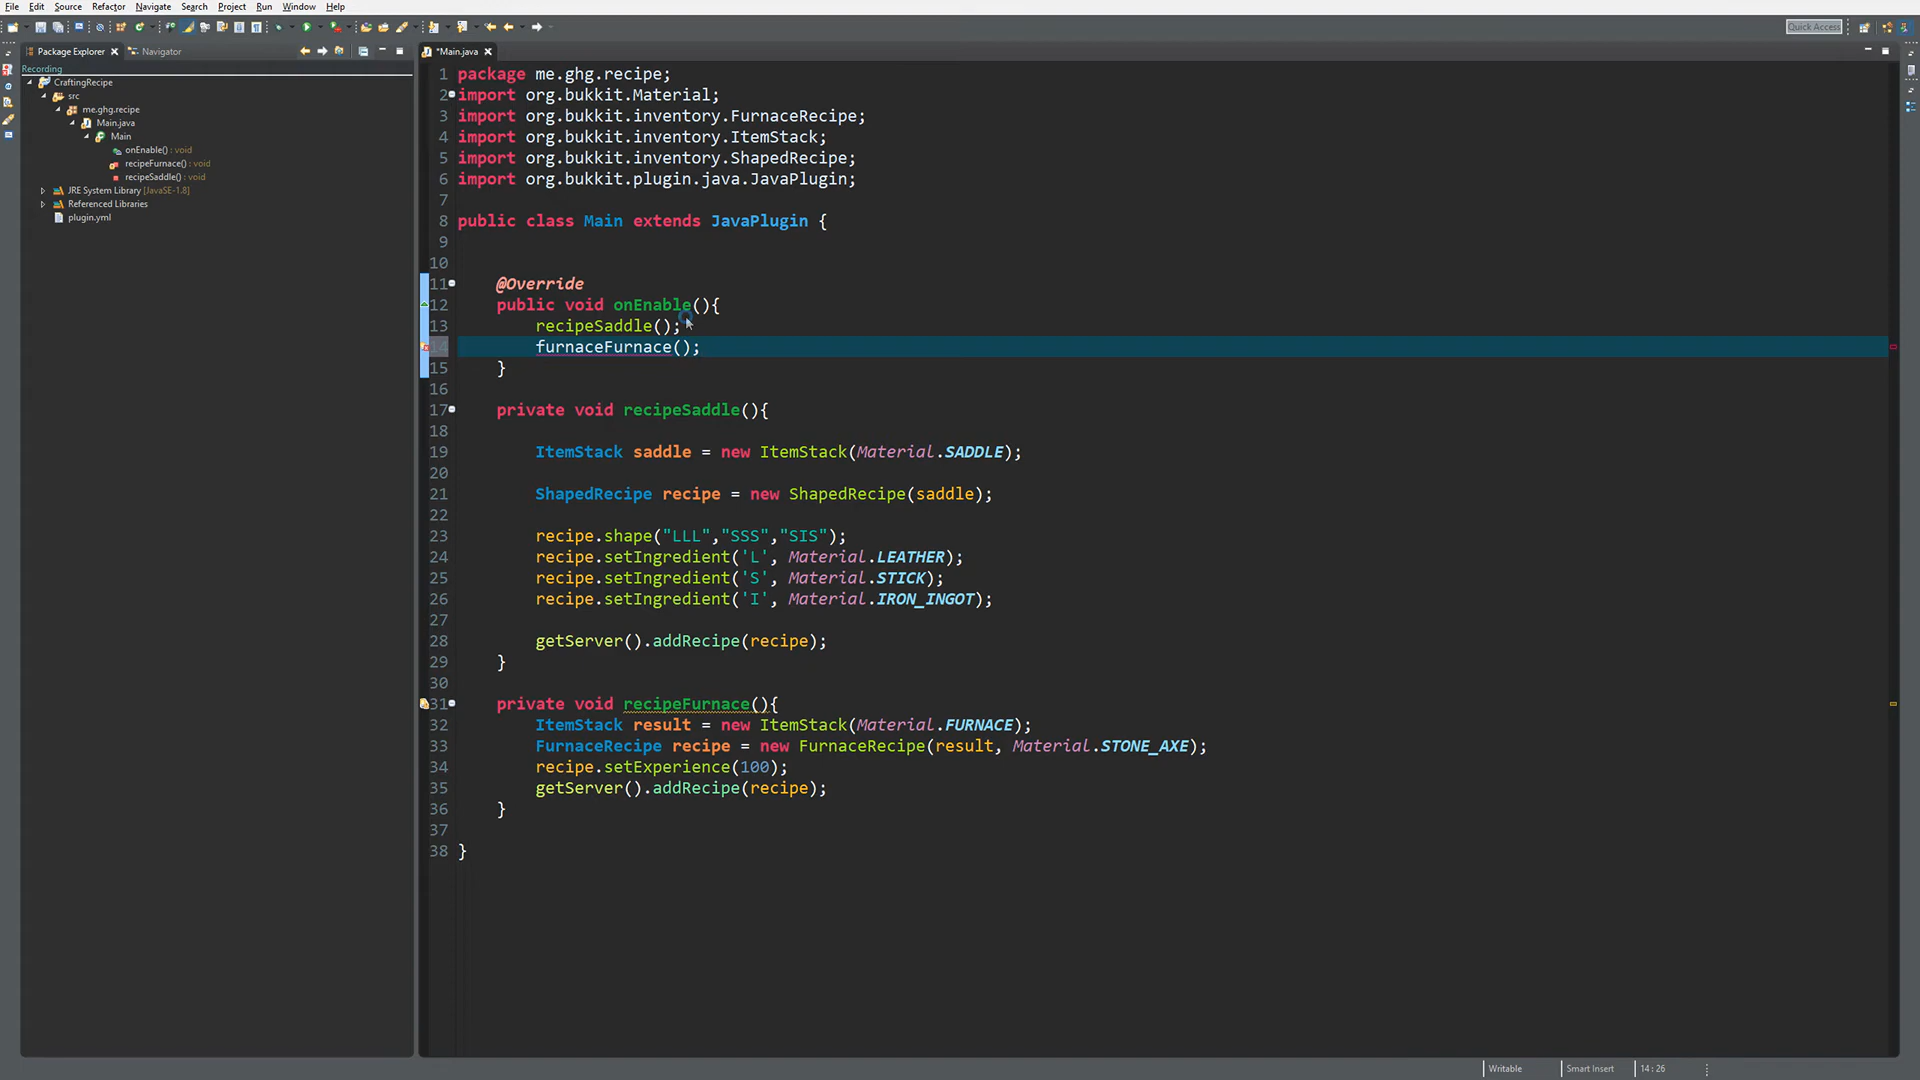 File Edit Source Refactor Navigate Search Project Run Window Help
Quick Access
Package Explorer Navigator
*Main.java
Recording
CraftingRecipe
src
me.ghg.recipe
Main.java
Main
onEnable() : void
recipeFurnace() : void
recipeSaddle() : void
JRE System Library [JavaSE-1.8]
Referenced Libraries
plugin.yml
1 package me.ghg.recipe;
2 import org.bukkit.Material;
3 import org.bukkit.inventory.FurnaceRecipe;
4 import org.bukkit.inventory.ItemStack;
5 import org.bukkit.inventory.ShapedRecipe;
6 import org.bukkit.plugin.java.JavaPlugin;
7
8 public class Main extends JavaPlugin {
9
10
11 @Override
12 public void onEnable(){
13 recipeSaddle();
14 furnaceFurnace();
15 }
16
17 private void recipeSaddle(){
18
19 ItemStack saddle = new ItemStack(Material.SADDLE);
20
21 ShapedRecipe recipe = new ShapedRecipe(saddle);
22
23 recipe.shape("LLL","SSS","SIS");
24 recipe.setIngredient('L', Material.LEATHER);
25 recipe.setIngredient('S', Material.STICK);
26 recipe.setIngredient('I', Material.IRON_INGOT);
27
28 getServer().addRecipe(recipe);
29 }
30
31 private void recipeFurnace(){
32 ItemStack result = new ItemStack(Material.FURNACE);
33 FurnaceRecipe recipe = new FurnaceRecipe(result, Material.STONE_AXE);
34 recipe.setExperience(100);
35 getServer().addRecipe(recipe);
36 }
37
38 }
Writable Smart Insert 14 : 26